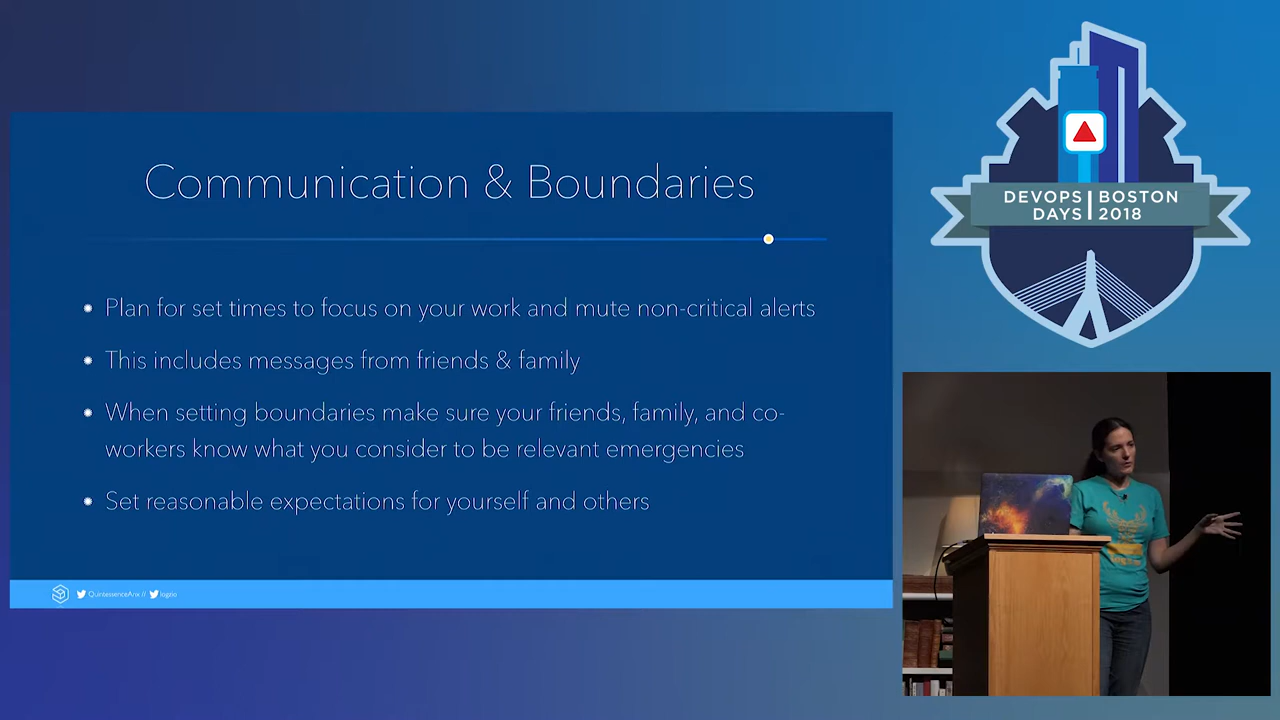 Communication & Boundaries
Plan for set times to focus on your work and mute non-critical alerts
This includes messages from friends & family
When setting boundaries make sure your friends, family, and co-
workers know what you consider to be relevant emergencies
Set reasonable expectations for yourself and others
QuintessenceAnx // logzio
DEVOPS DAYS
BOSTON 2018